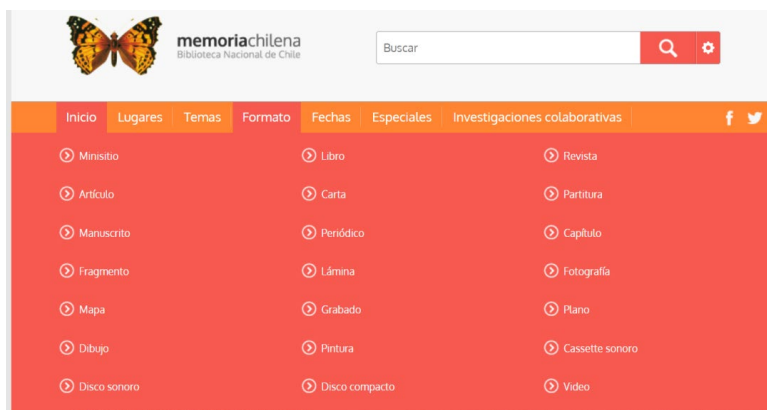 memoriachilena
Biblioteca Nacional de Chile
Buscar
Inicio Lugares Temas Formato Fechas Especiales Investigaciones colaborativas
Minisitio Libro Revista
Artículo Carta Partitura
Manuscrito Periódico Capítulo
Fragmento Lámina Fotografía
Mapa Grabado Plano
Dibujo Pintura Cassette sonoro
Disco sonoro Disco compacto Video